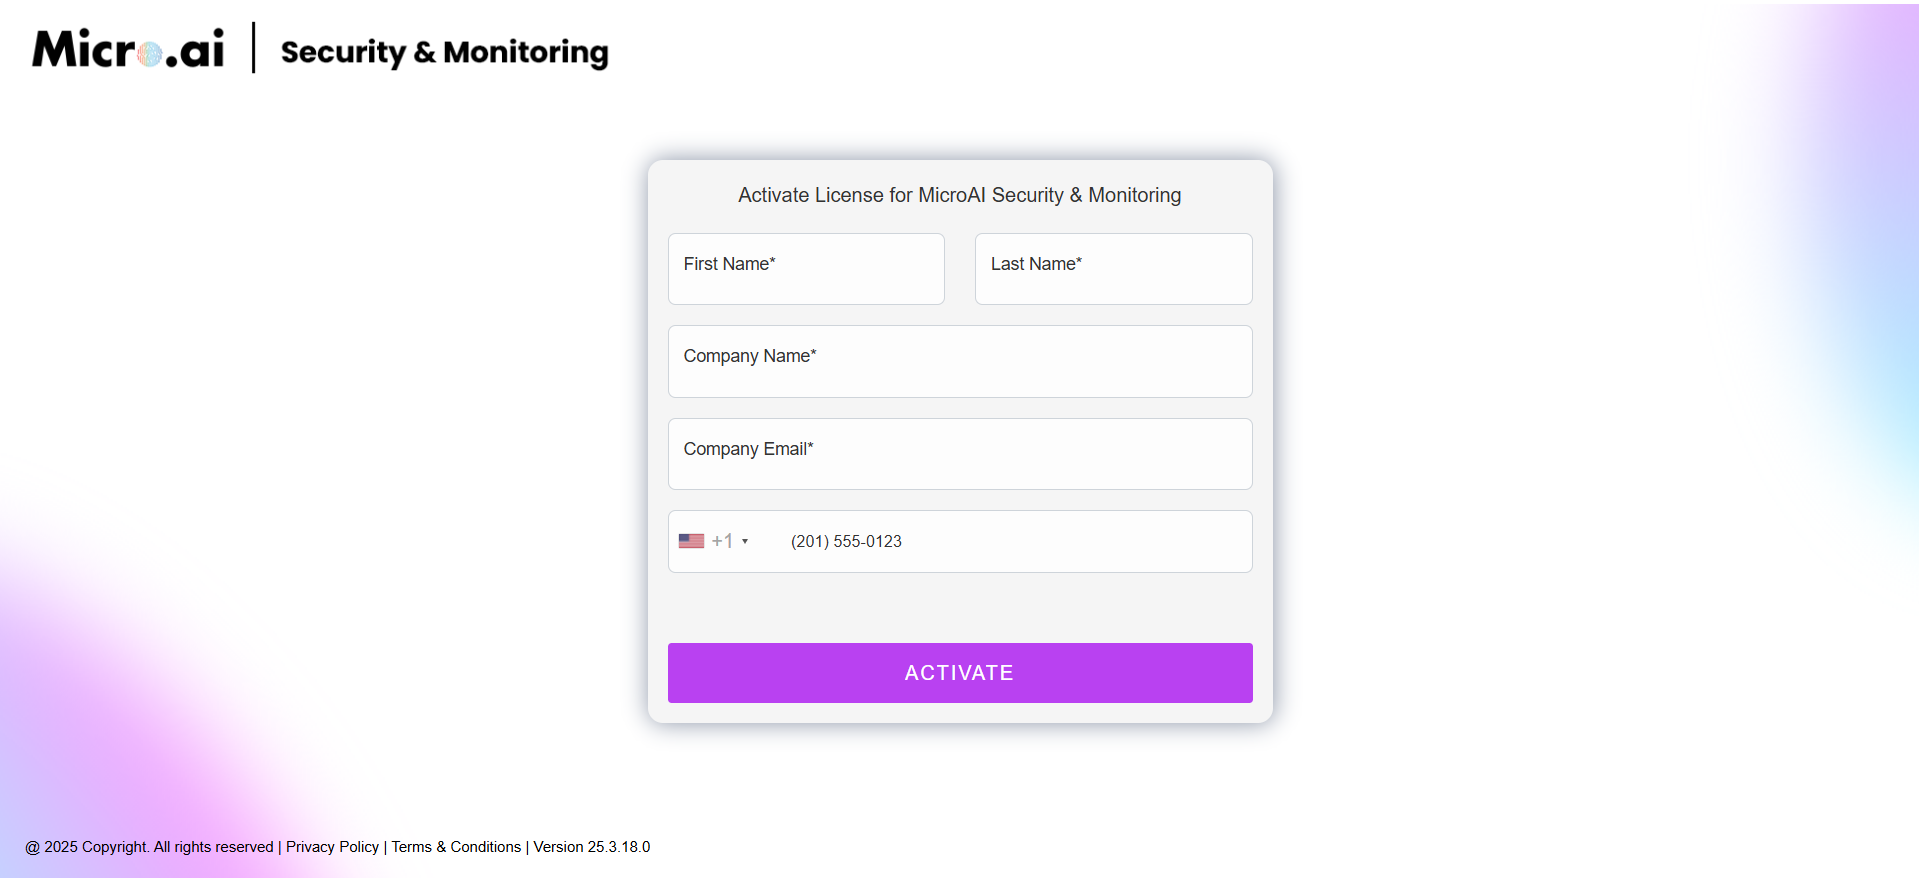 Micro.ai | Security & Monitoring
Activate License for MicroAI Security & Monitoring
First Name*
Last Name*
Company Name*
Company Email*
+1 (201) 555-0123
ACTIVATE
@ 2025 Copyright. All rights reserved | Privacy Policy | Terms & Conditions | Version 25.3.18.0